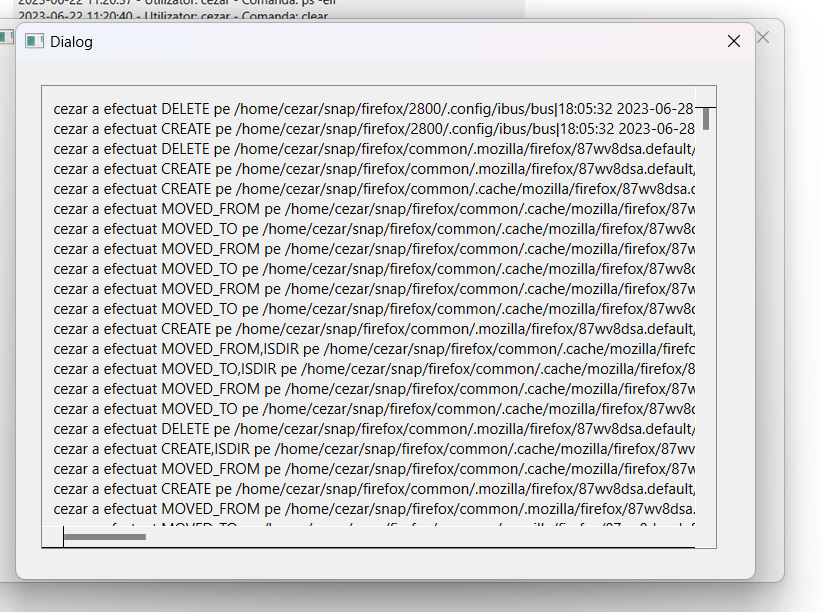 2023-06-22 11:20:37 - Utilizator: cezar - Comanda: ps -elf
2023-06-22 11:20:40 - Utilizator: cezar - Comanda: clear
Dialog
cezar a efectuat DELETE pe /home/cezar/snap/firefox/2800/.config/ibus/bus|18:05:32 2023-06-28
cezar a efectuat CREATE pe /home/cezar/snap/firefox/2800/.config/ibus/bus|18:05:32 2023-06-28
cezar a efectuat DELETE pe /home/cezar/snap/firefox/common/.mozilla/firefox/87wv8dsa.default/
cezar a efectuat CREATE pe /home/cezar/snap/firefox/common/.mozilla/firefox/87wv8dsa.default/
cezar a efectuat CREATE pe /home/cezar/snap/firefox/common/.cache/mozilla/firefox/87wv8dsa.d
cezar a efectuat MOVED_FROM pe /home/cezar/snap/firefox/common/.cache/mozilla/firefox/87w
cezar a efectuat MOVED_TO pe /home/cezar/snap/firefox/common/.cache/mozilla/firefox/87wv8d
cezar a efectuat MOVED_FROM pe /home/cezar/snap/firefox/common/.cache/mozilla/firefox/87w
cezar a efectuat MOVED_TO pe /home/cezar/snap/firefox/common/.cache/mozilla/firefox/87wv8d
cezar a efectuat MOVED_FROM pe /home/cezar/snap/firefox/common/.cache/mozilla/firefox/87w
cezar a efectuat MOVED_TO pe /home/cezar/snap/firefox/common/.cache/mozilla/firefox/87wv8d
cezar a efectuat CREATE pe /home/cezar/snap/firefox/common/.mozilla/firefox/87wv8dsa.default/
cezar a efectuat MOVED_FROM,ISDIR pe /home/cezar/snap/firefox/common/.cache/mozilla/firefo
cezar a efectuat MOVED_TO,ISDIR pe /home/cezar/snap/firefox/common/.cache/mozilla/firefox/8
cezar a efectuat MOVED_FROM pe /home/cezar/snap/firefox/common/.cache/mozilla/firefox/87w
cezar a efectuat MOVED_TO pe /home/cezar/snap/firefox/common/.cache/mozilla/firefox/87wv8d
cezar a efectuat DELETE pe /home/cezar/snap/firefox/common/.mozilla/firefox/87wv8dsa.default/
cezar a efectuat CREATE,ISDIR pe /home/cezar/snap/firefox/common/.cache/mozilla/firefox/87wv
cezar a efectuat MOVED_FROM pe /home/cezar/snap/firefox/common/.cache/mozilla/firefox/87w
cezar a efectuat CREATE pe /home/cezar/snap/firefox/common/.mozilla/firefox/87wv8dsa.default/
cezar a efectuat MOVED_FROM pe /home/cezar/snap/firefox/common/.mozilla/firefox/87wv8dsa.